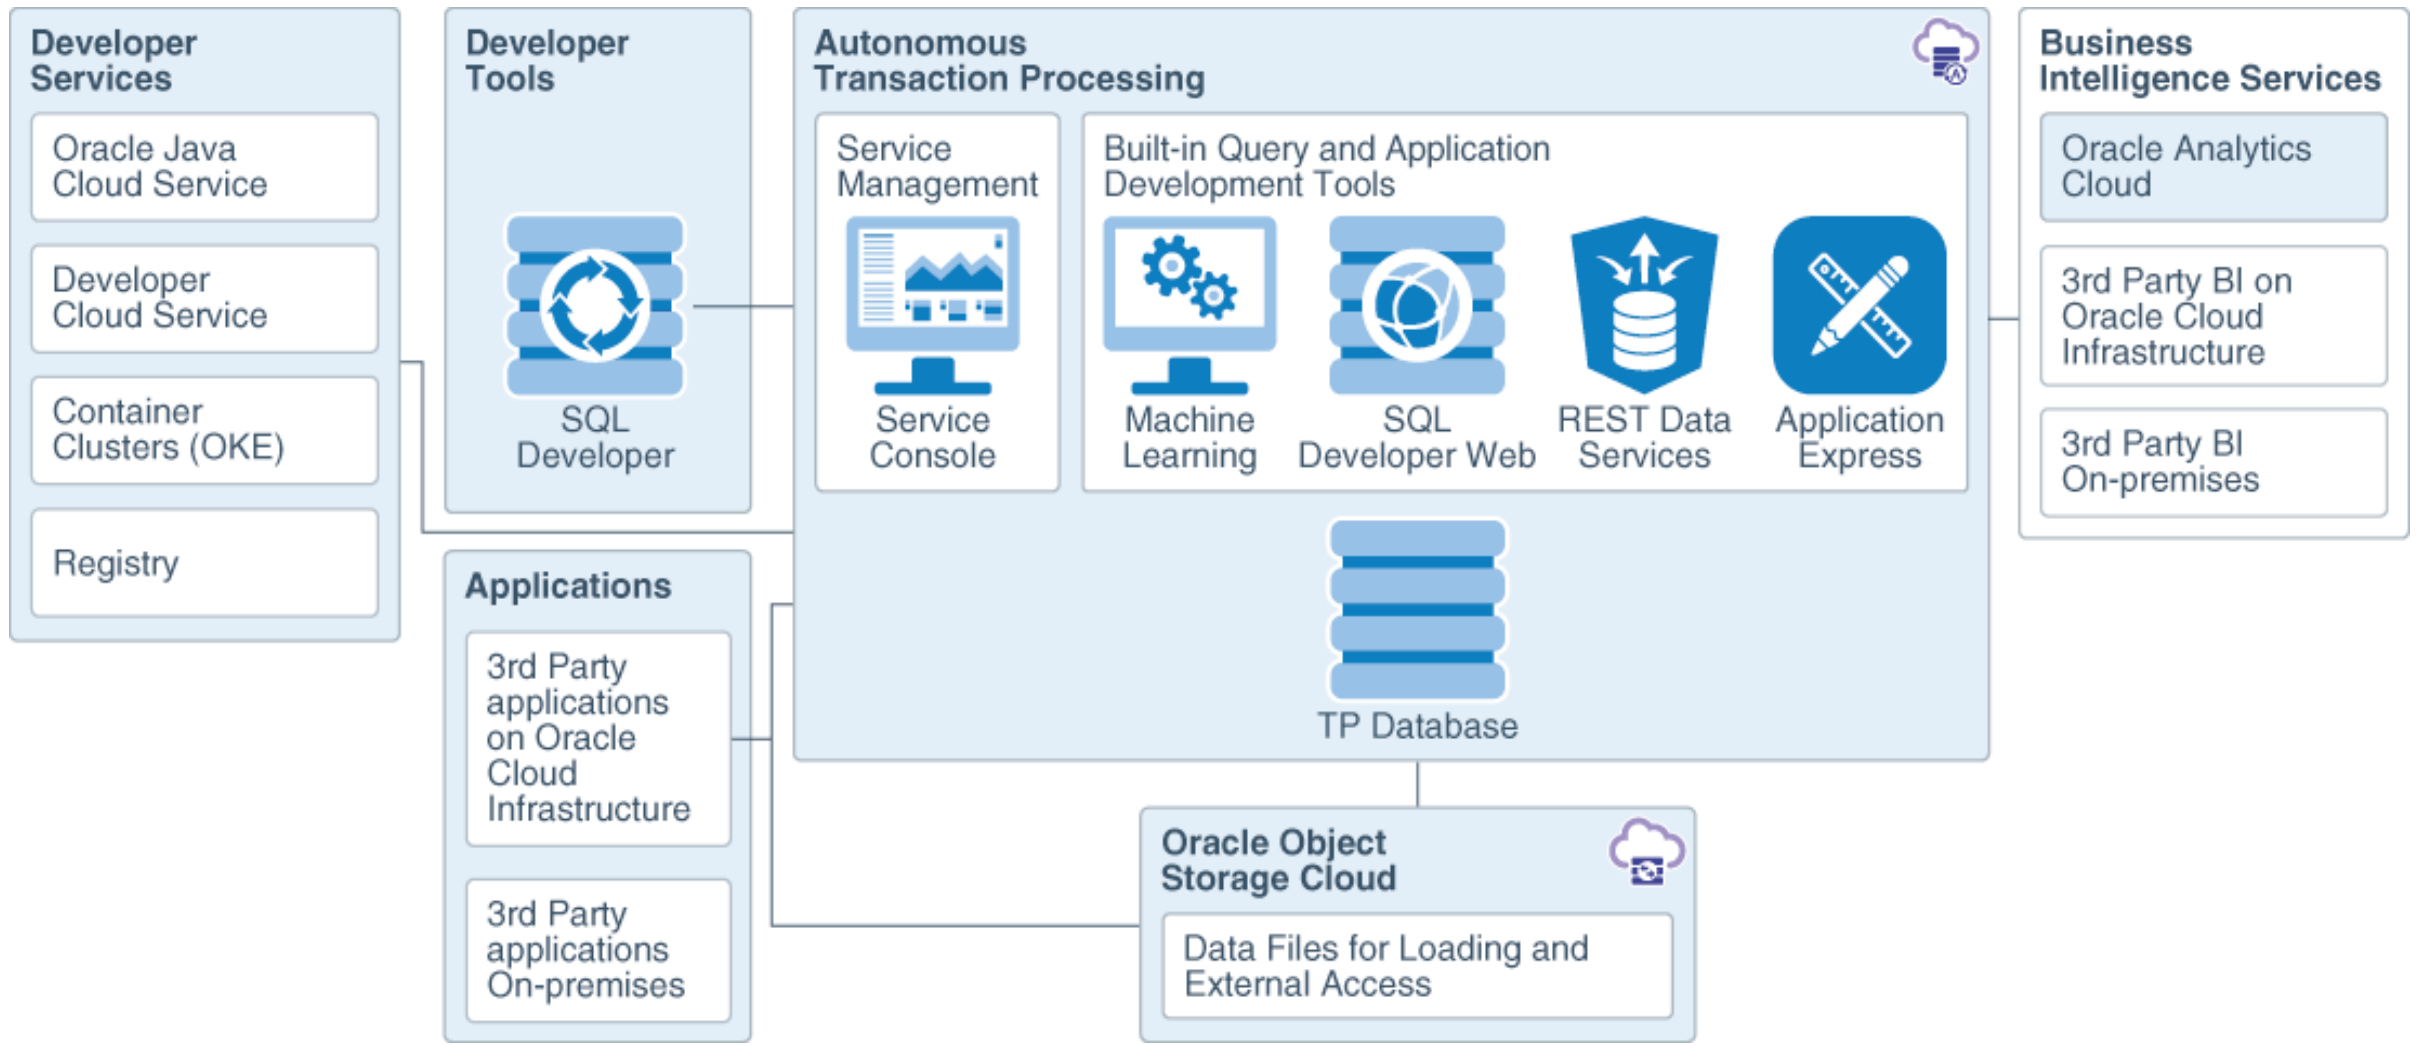 Developer
Services
Oracle Java
Cloud Service
Developer
Cloud Service
Container
Clusters (OKE)
Registry
Developer
Tools
SQL
Developer
Applications
3rd Party
applications
on Oracle
Cloud
Infrastructure
3rd Party
applications
On-premises
Autonomous
Transaction Processing
Service
Management
Service
Console
Built-in Query and Application
Development Tools
Machine
Learning
SQL
Developer Web
REST Data
Services
Application
Express
TP Database
Oracle Object
Storage Cloud
Data Files for Loading and
External Access
Business
Intelligence Services
Oracle Analytics
Cloud
3rd Party BI on
Oracle Cloud
Infrastructure
3rd Party BI
On-premises